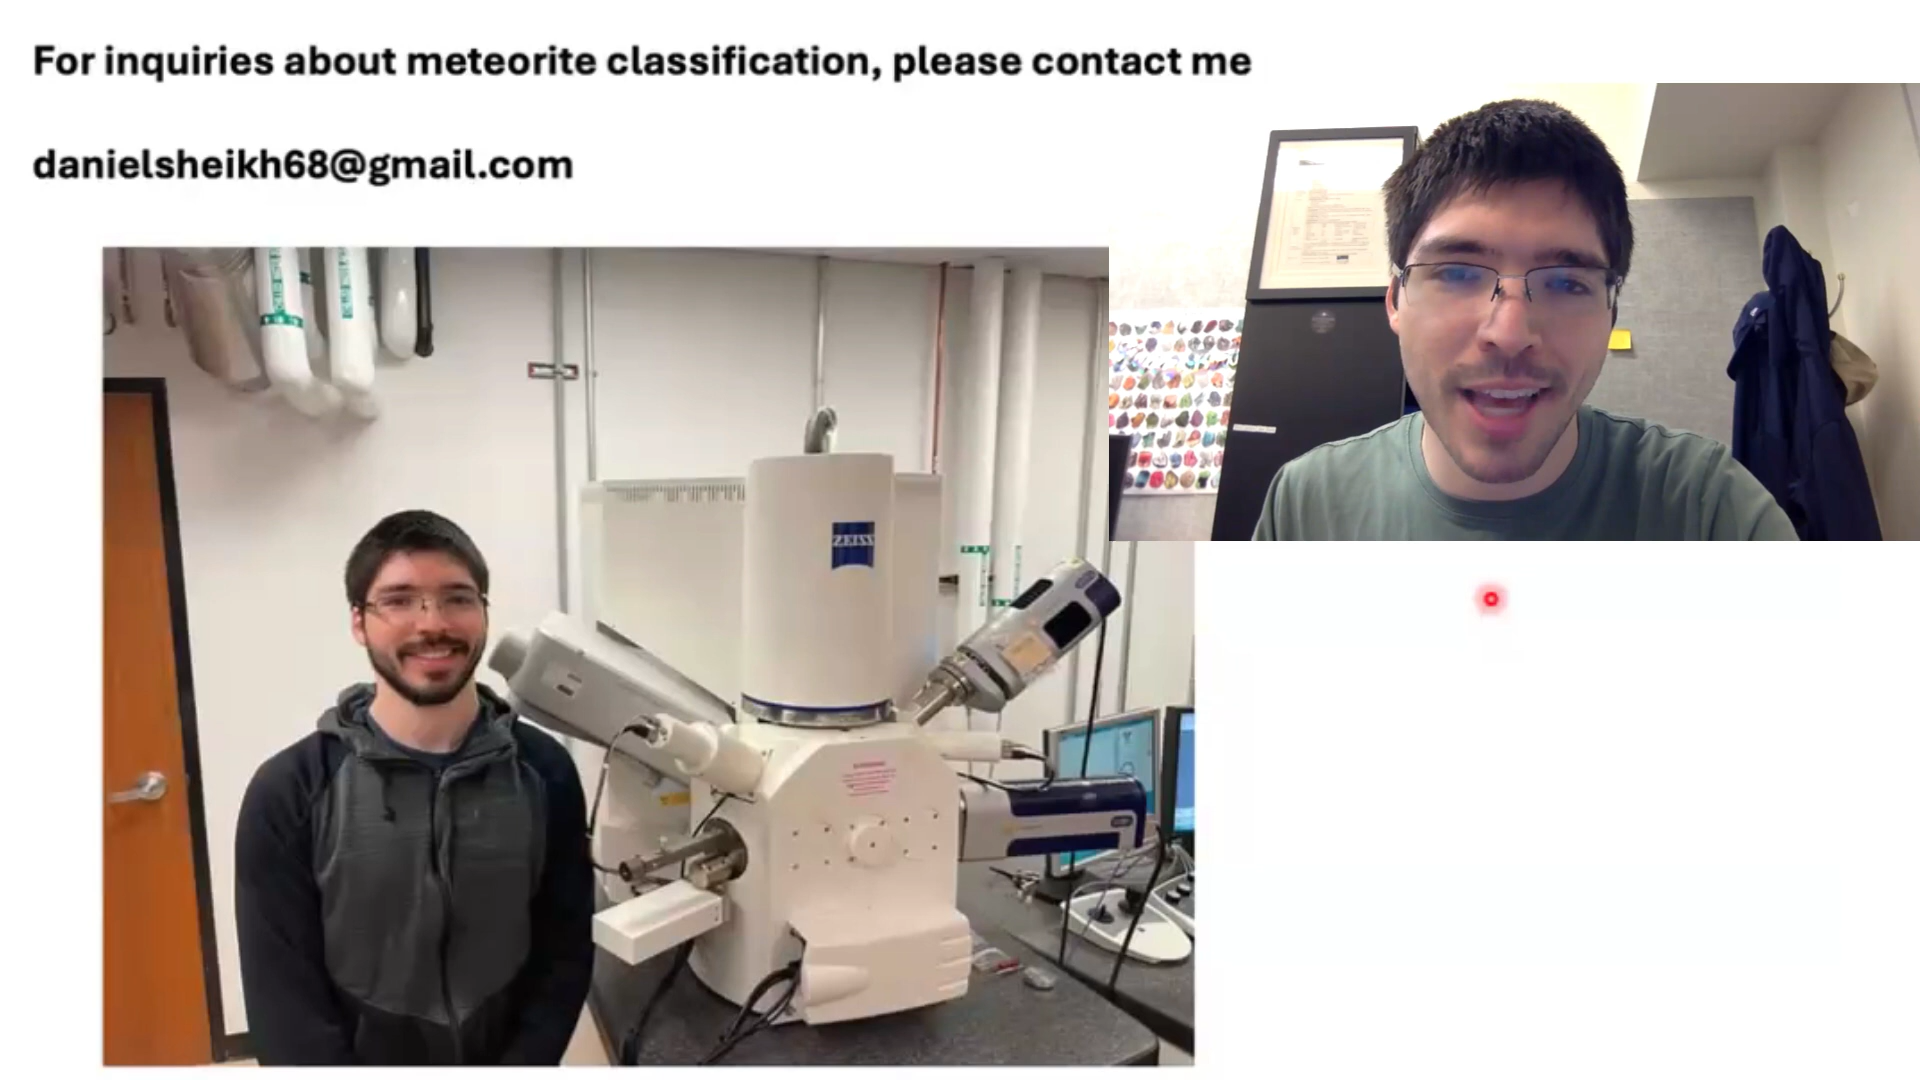 For inquiries about meteorite classification, please contact me
danielsheikh68@gmail.com
ZEISS